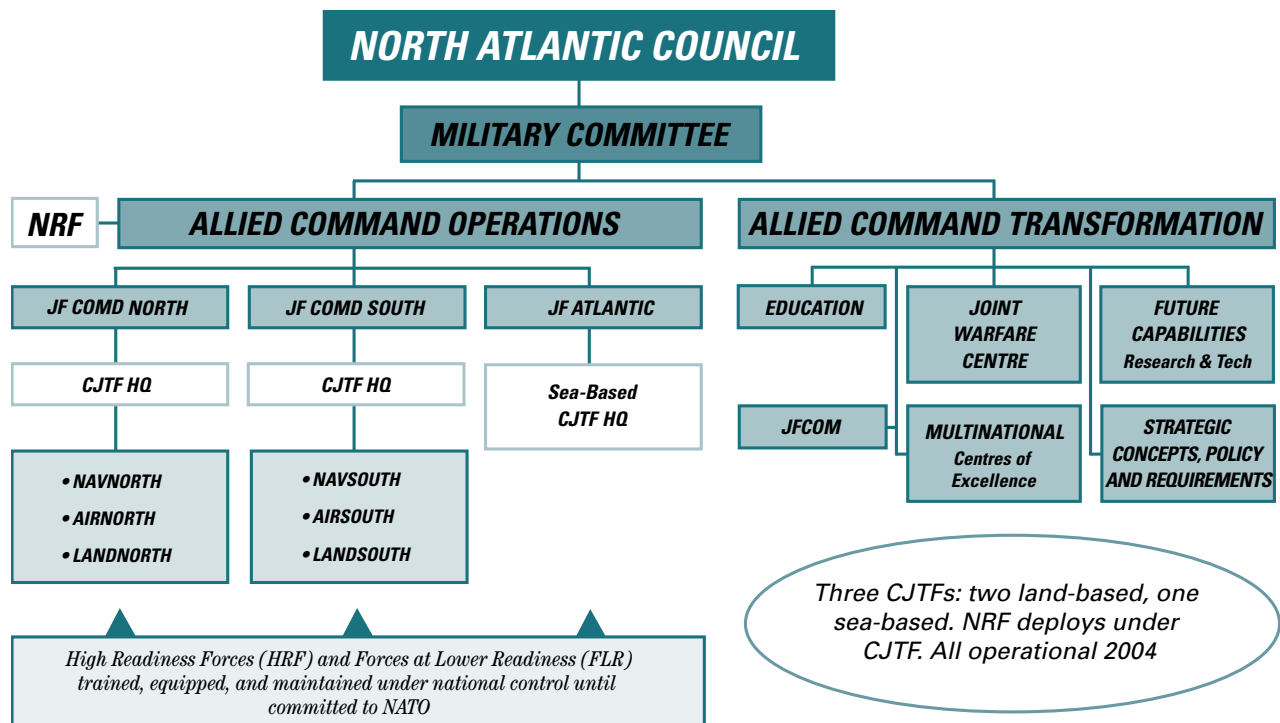 NORTH ATLANTIC COUNCIL
MILITARY COMMITTEE
NRF
ALLIED COMMAND OPERATIONS
ALLIED COMMAND TRANSFORMATION
JF COMD NORTH
JF COMD SOUTH
JF ATLANTIC
CJTF HQ
CJTF HQ
Sea-Based
CJTF HQ
• NAVNORTH
• AIRNORTH
• LANDNORTH
• NAVSOUTH
• AIRSOUTH
• LANDSOUTH
EDUCATION
JOINT
WARFARE
CENTRE
FUTURE
CAPABILITIES
Research & Tech
JFCOM
MULTINATIONAL
Centres of
Excellence
STRATEGIC
CONCEPTS, POLICY
AND REQUIREMENTS
High Readiness Forces (HRF) and Forces at Lower Readiness (FLR)
trained, equipped, and maintained under national control until
committed to NATO
Three CJTFs: two land-based, one
sea-based. NRF deploys under
CJTF. All operational 2004